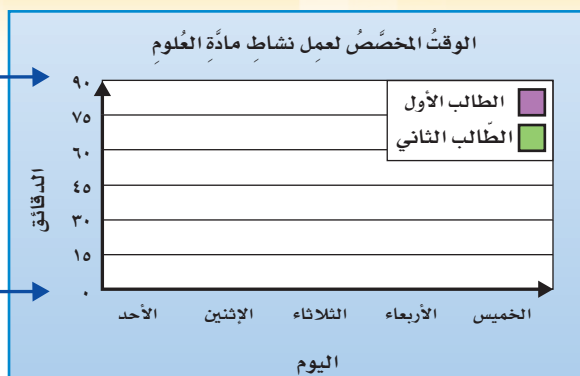 الوقتُ المخصَّصُ لعملِ نشاطِ مادَّةِ العُلومِ
الطالب الأول
الطّالب الثاني
الدقائق
٩٠
٧٥
٦٠
٤٥
٣٠
١٥
٠
الأحد الإثنين الثلاثاء الأربعاء الخميس
اليوم